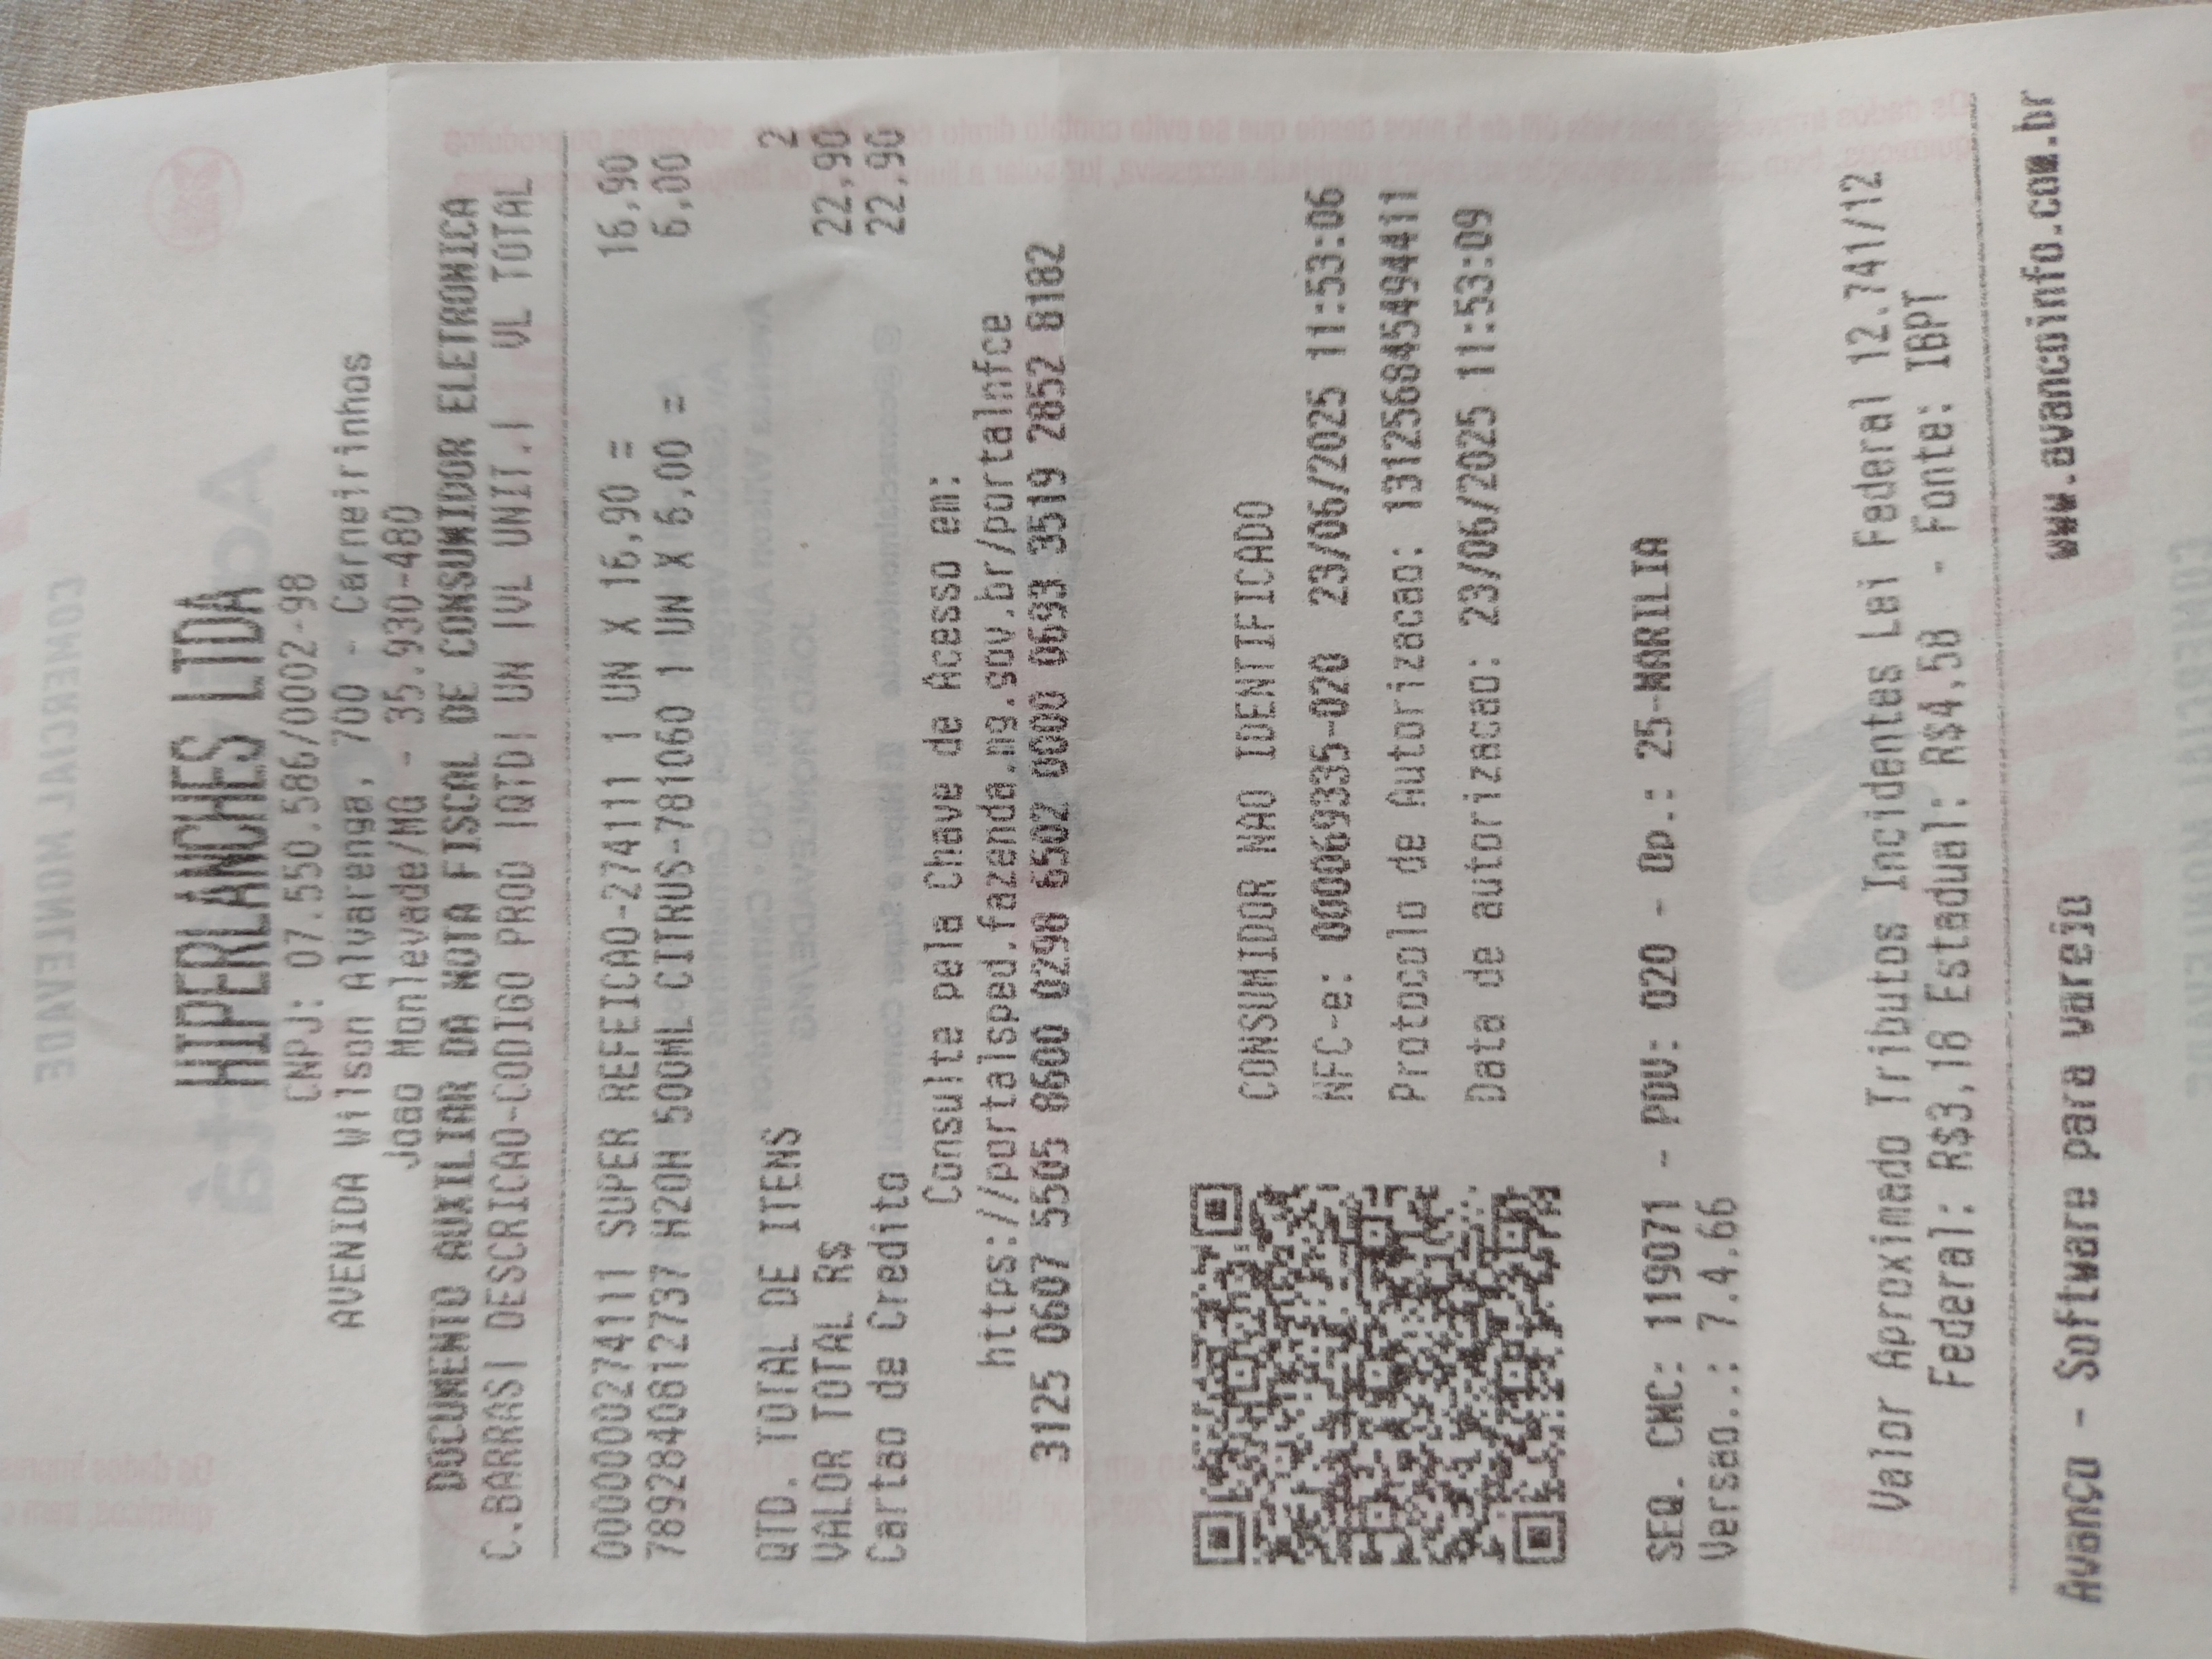 HIPERLANCHES LTDA
CNPJ: 07.550.586/0002-98
AVENIDA Wilson Alvarenga, 700 - Carneirinhos
Joao Monlevade/MG - 35.930-480
DOCUMENTO AUXILIAR DA NOTA FISCAL DE CONSUMIDOR ELETRONICA
C.BARRAS| DESCRICAO-CODIGO PROD |QTD| UN |VL UNIT.| VL TOTAL
0000000274111 SUPER REFEICAO-274111 1 UN X 16,90 = 16,90
7892840812737 H2OH 500ML CITRUS-781060 1 UN X 6,00 = 6,00
QTD. TOTAL DE ITENS 2
VALOR TOTAL R$ 22,90
Cartao de Credito 22,90
Consulte pela Chave de Acesso em:
https://portalsped.fazenda.mg.gov.br/portalnfce
3125 0607 5505 8600 0298 6502 0000 0693 3519 2852 8182
CONSUMIDOR NAO IDENTIFICADO
NFC-e: 000069335-020 23/06/2025 11:53:06
Protocolo de Autorizacao: 131256845494411
Data de autorizacao: 23/06/2025 11:53:09
SEQ. CMC: 119071 - PDV: 020 - Op.: 25-MARILIA
Versao..: 7.4.66
Valor Aproximado Tributos Incidentes Lei Federal 12.741/12
Federal: R$3,18 Estadual: R$4,58 - Fonte: IBPT
Avanço - Software para varejo www.avancoinfo.com.br